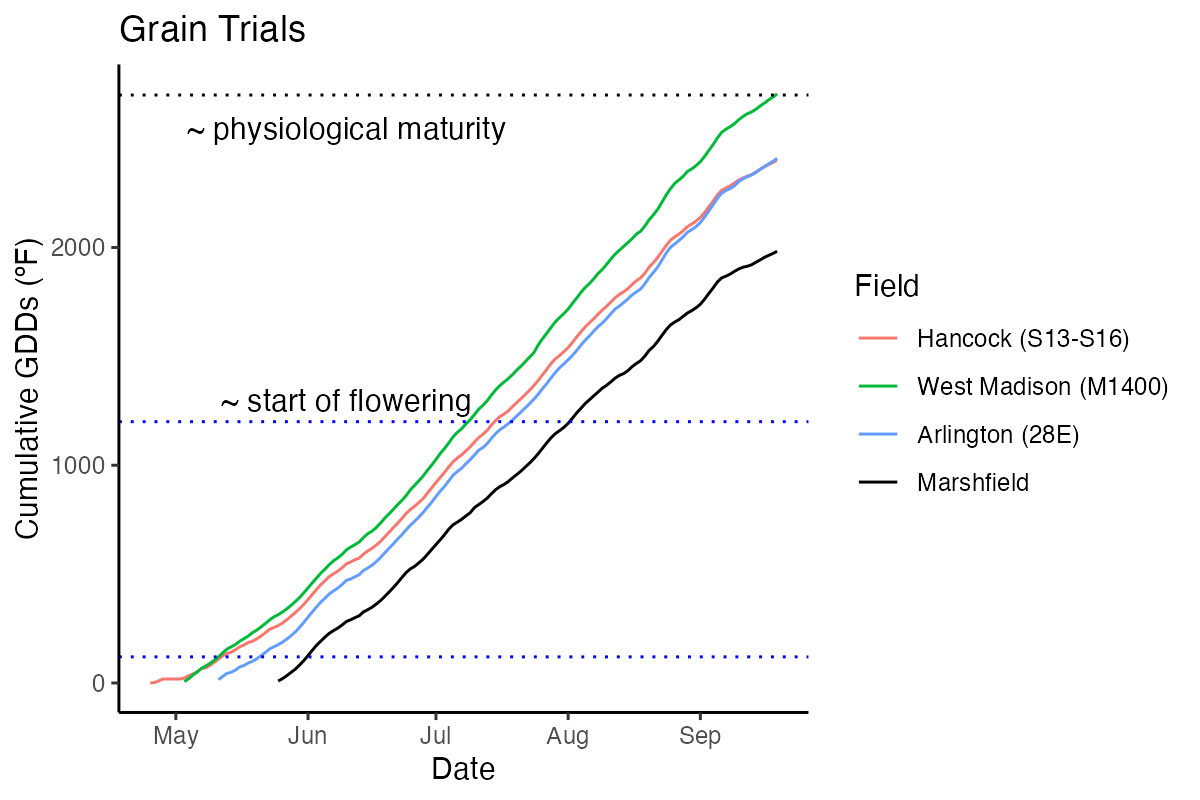 Grain Trials
~ physiological maturity
~ start of flowering
Cumulative GDDs (°F)
2000
1000
0
May Jun Jul Aug Sep
Date
Field
Hancock (S13-S16)
West Madison (M1400)
Arlington (28E)
Marshfield